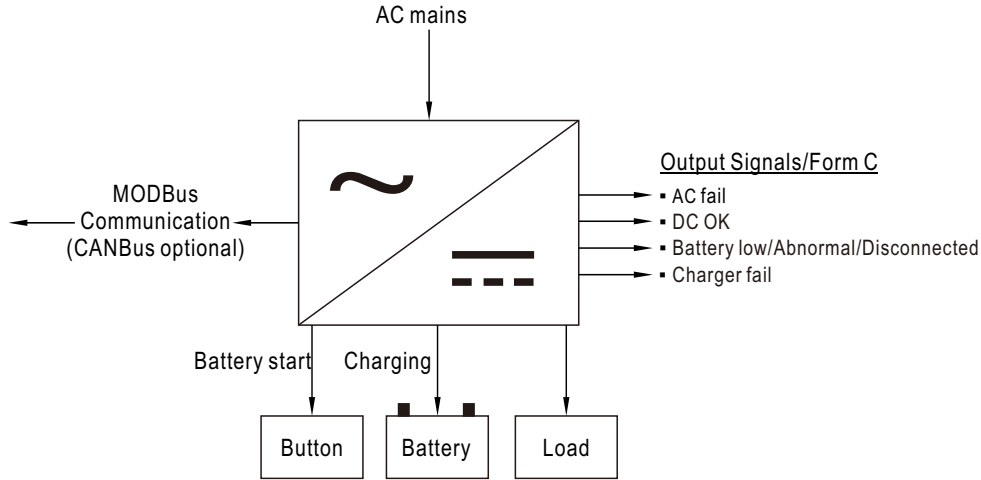 AC mains
MODBus
Communication
(CANBus optional)
Output Signals/Form C
▪ AC fail
▪ DC OK
▪ Battery low/Abnormal/Disconnected
▪ Charger fail
Battery start
Charging
Button
Battery
Load